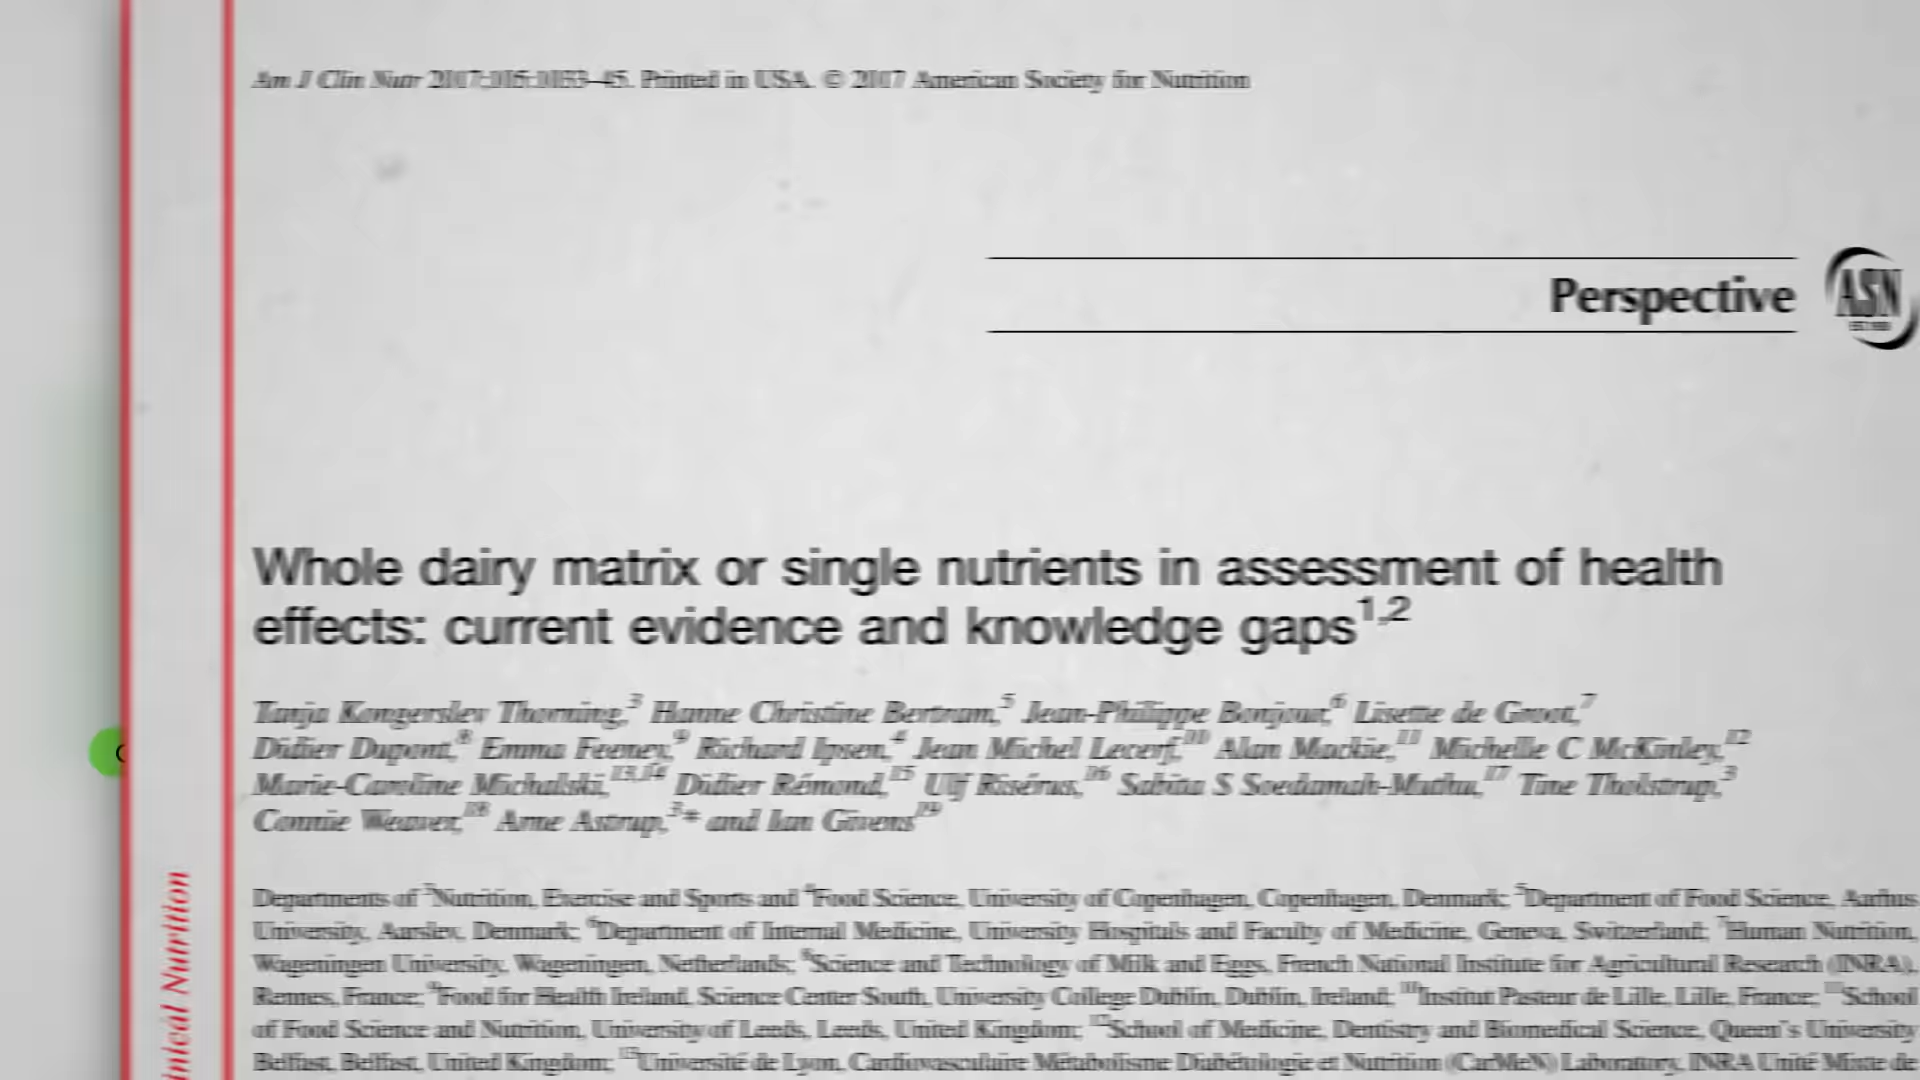 Am J Clin Nutr 2017;105:1033–45. Printed in USA. © 2017 American Society for Nutrition
Perspective
ASN
Whole dairy matrix or single nutrients in assessment of health
effects: current evidence and knowledge gaps1,2
Tanja Kongerslev Thorning,3 Hanne Christine Bertram,5 Jean-Philippe Bonjour,6 Lisette de Groot,7
Didier Dupont,8 Emma Feeney,9 Richard Ipsen,4 Jean Michel Lecerf,10 Alan Mackie,11 Michelle C McKinley,12
Marie-Caroline Michalski,13,14 Didier Rémond,15 Ulf Risérus,16 Sabita S Soedamah-Muthu,17 Tine Tholstrup,3
Connie Weaver,18 Arne Astrup,3* and Ian Givens19
Departments of 3Nutrition, Exercise and Sports and 4Food Science, University of Copenhagen, Copenhagen, Denmark; 5Department of Food Science, Aarhus
University, Aarslev, Denmark; 6Department of Internal Medicine, University Hospitals and Faculty of Medicine, Geneva, Switzerland; 7Human Nutrition,
Wageningen University, Wageningen, Netherlands; 8Science and Technology of Milk and Eggs, French National Institute for Agricultural Research (INRA),
Rennes, France; 9Food for Health Ireland, Science Center South, University College Dublin, Dublin, Ireland; 10Institut Pasteur de Lille, Lille, France; 11School
of Food Science and Nutrition, University of Leeds, Leeds, United Kingdom; 12School of Medicine, Dentistry and Biomedical Science, Queen's University
Belfast, Belfast, United Kingdom; 13Université de Lyon, Cardiovasculaire Métabolisme Diabétologie et Nutrition (CarMeN) Laboratory, INRA Unité Mixte de
nical Nutrition